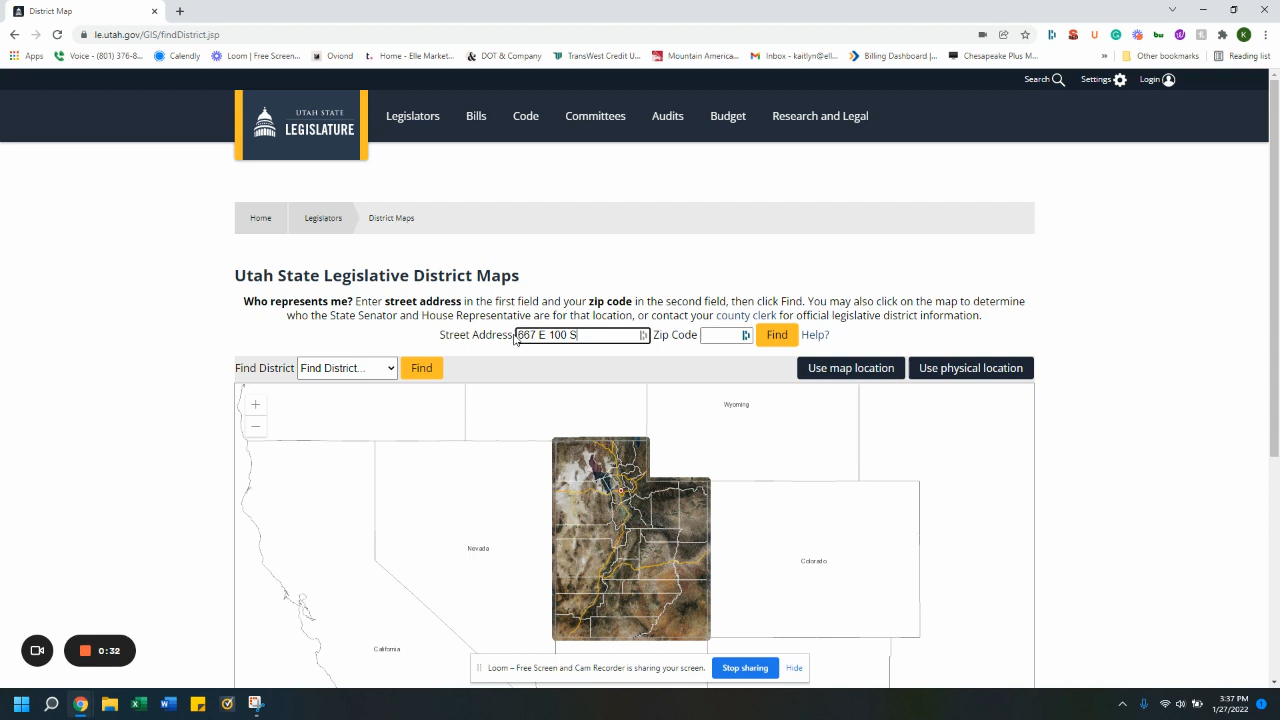 District Map
le.utah.gov/GIS/findDistrict.jsp
Apps Voice - (801) 376-8... Calendly Loom | Free Screen... Oviond Home - Elle Market... DOT & Company TransWest Credit U... Mountain America... Inbox - kaitlyn@ell... Billing Dashboard |... Chesapeake Plus M... » Other bookmarks Reading list
Search Settings Login
UTAH STATE
LEGISLATURE
Legislators Bills Code Committees Audits Budget Research and Legal
Home Legislators District Maps
Utah State Legislative District Maps
Who represents me? Enter street address in the first field and your zip code in the second field, then click Find. You may also click on the map to determine
who the State Senator and House Representative are for that location, or contact your county clerk for official legislative district information.
Street Address 667 E 100 S Zip Code Find Help?
Find District Find District... Find Use map location Use physical location
+
−
Wyoming
Nevada
Colorado
California
0:32
Loom – Free Screen and Cam Recorder is sharing your screen. Stop sharing Hide
3:37 PM
1/27/2022